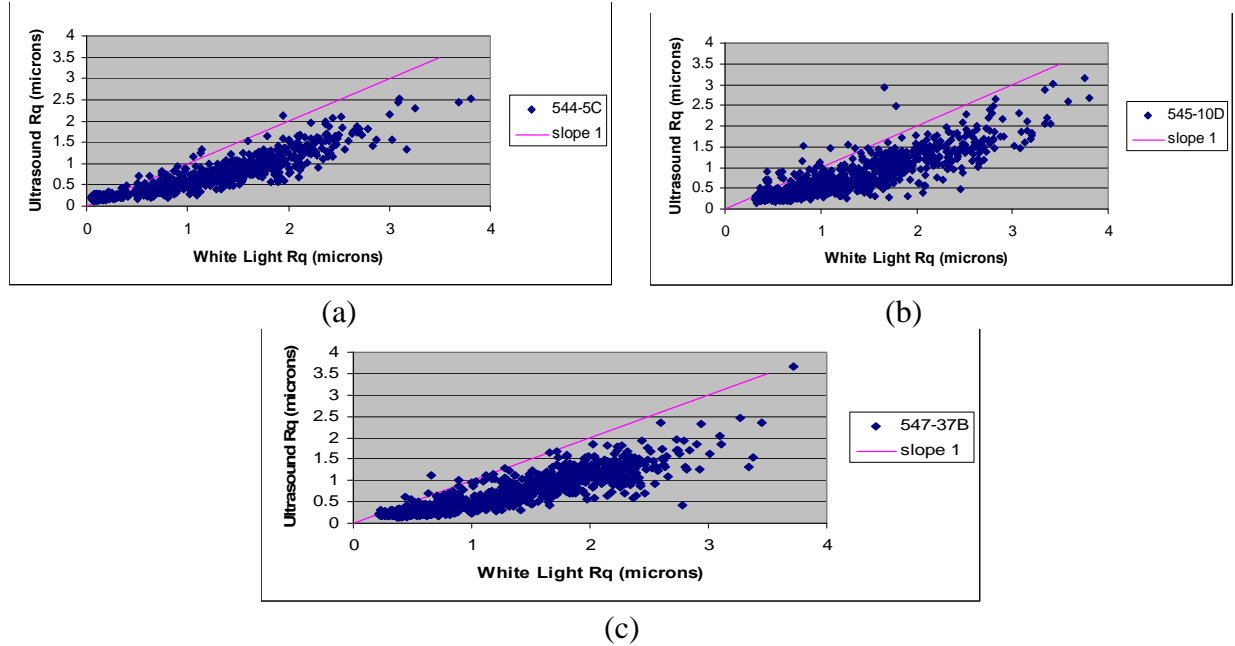 4
3.5
3
2.5
2
1.5
1
0.5
0
0 1 2 3 4
Ultrasound Rq (microns)
White Light Rq (microns)
544-5C
slope 1
(a)
4
3.5
3
2.5
2
1.5
1
0.5
0
0 1 2 3 4
Ultrasound Rq (microns)
White Light Rq (microns)
545-10D
slope 1
(b)
4
3.5
3
2.5
2
1.5
1
0.5
0
0 1 2 3 4
Ultrasound Rq (microns)
White Light Rq (microns)
547-37B
slope 1
(c)